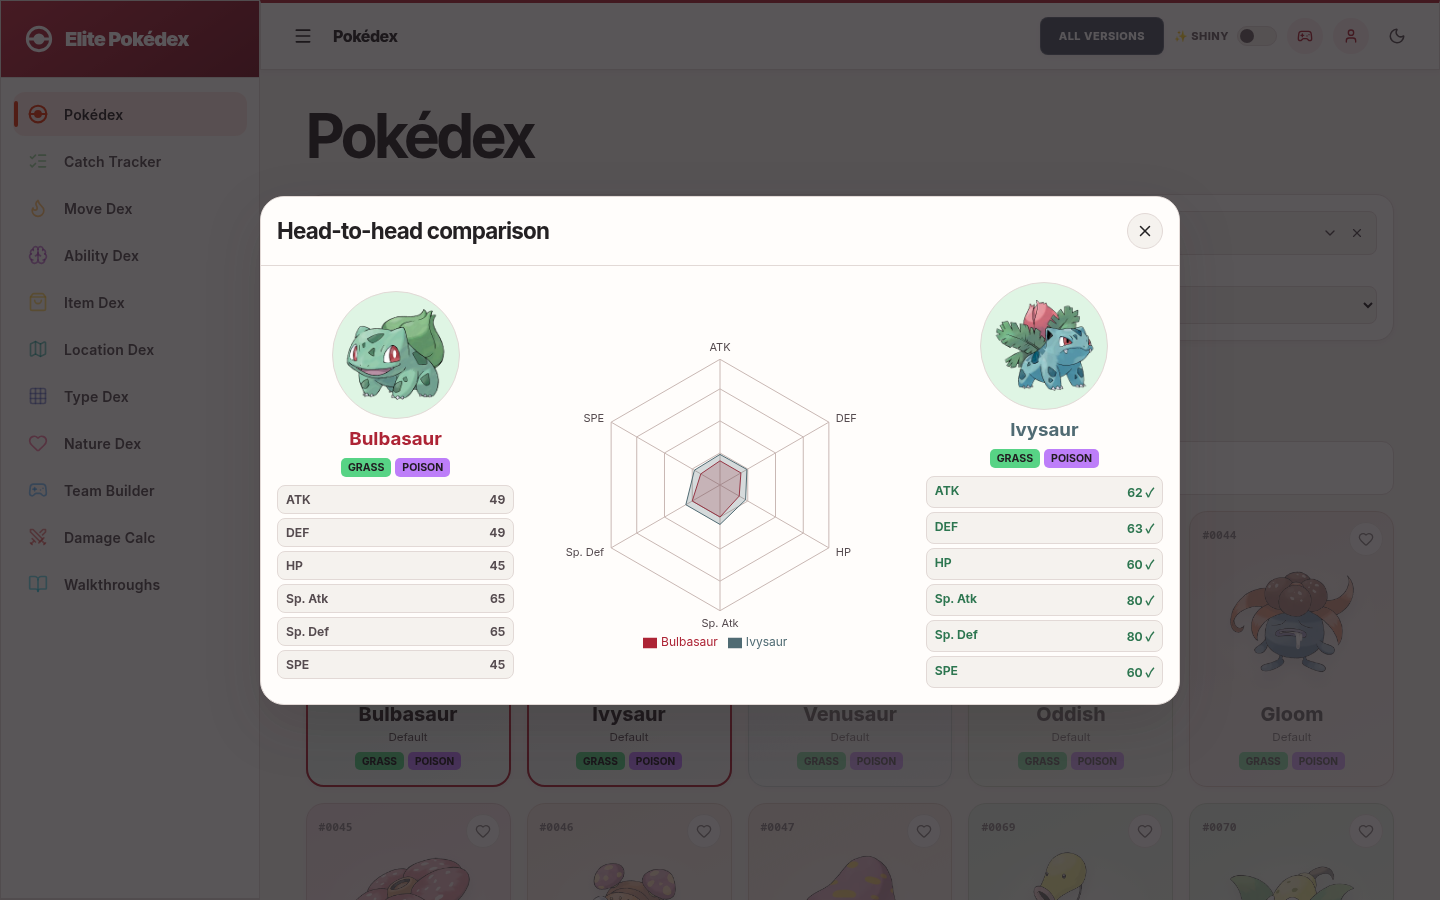 Elite Pokédex
Pokédex
ALL VERSIONS
✨ SHINY
Pokédex
Catch Tracker
Move Dex
Ability Dex
Item Dex
Location Dex
Type Dex
Nature Dex
Team Builder
Damage Calc
Walkthroughs
Pokédex
Head-to-head comparison
Bulbasaur
GRASS POISON
ATK 49
DEF 49
HP 45
Sp. Atk 65
Sp. Def 65
SPE 45
ATK
DEF
HP
Sp. Atk
Sp. Def
SPE
Bulbasaur Ivysaur
Ivysaur
GRASS POISON
ATK 62 ✓
DEF 63 ✓
HP 60 ✓
Sp. Atk 80 ✓
Sp. Def 80 ✓
SPE 60 ✓
#0044
Bulbasaur
Default
GRASS POISON
Ivysaur
Default
GRASS POISON
Venusaur
Default
GRASS POISON
Oddish
Default
GRASS POISON
Gloom
Default
GRASS POISON
#0045
#0046
#0047
#0069
#0070